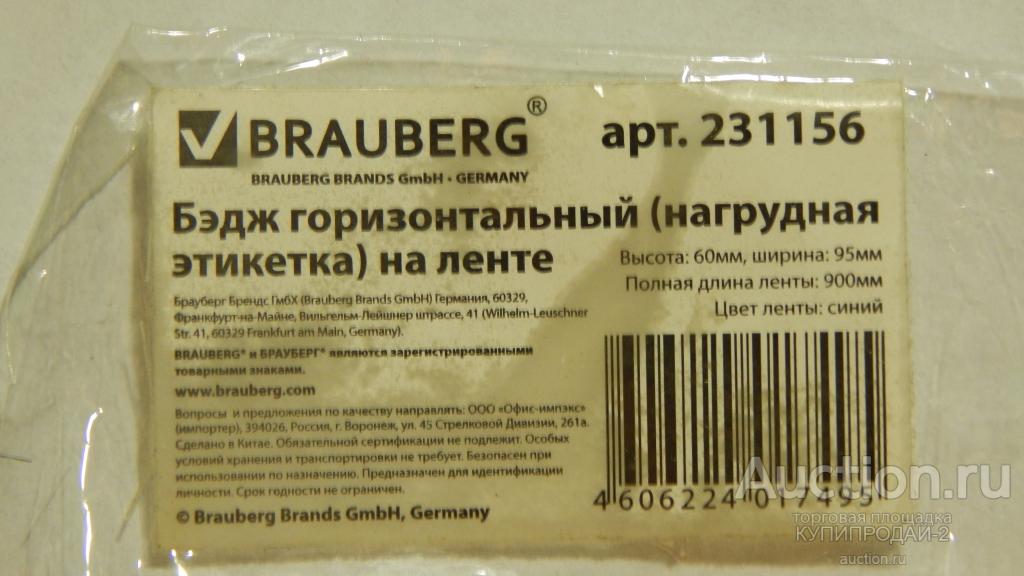 BRAUBERG®
арт. 231156
BRAUBERG BRANDS GmbH • GERMANY
Бэдж горизонтальный (нагрудная
этикетка) на ленте
Высота: 60мм, ширина: 95мм
Полная длина ленты: 900мм
Цвет ленты: синий
Брауберг Брендс ГмбХ (Brauberg Brands GmbH) Германия, 60329,
Франкфурт-на-Майне, Вильгельм-Лейшнер штрассе, 41 (Wilhelm-Leuschner
Str. 41, 60329 Frankfurt am Main, Germany).
BRAUBERG® и БРАУБЕРГ® являются зарегистрированными
товарными знаками.
www.brauberg.com
Вопросы и предложения по качеству направлять: ООО «Офис-импэкс»
(импортер), 394026, Россия, г. Воронеж, ул. 45 Стрелковой Дивизии, 261а.
Сделано в Китае. Обязательной сертификации не подлежит. Особых
условий хранения и транспортировки не требует. Безопасен при
использовании по назначению. Предназначен для идентификации
личности. Срок годности не ограничен.
© Brauberg Brands GmbH, Germany
4 606224 017495
Auction.ru
торговая площадка
КУПИПРОДАЙ-2
auction.ru